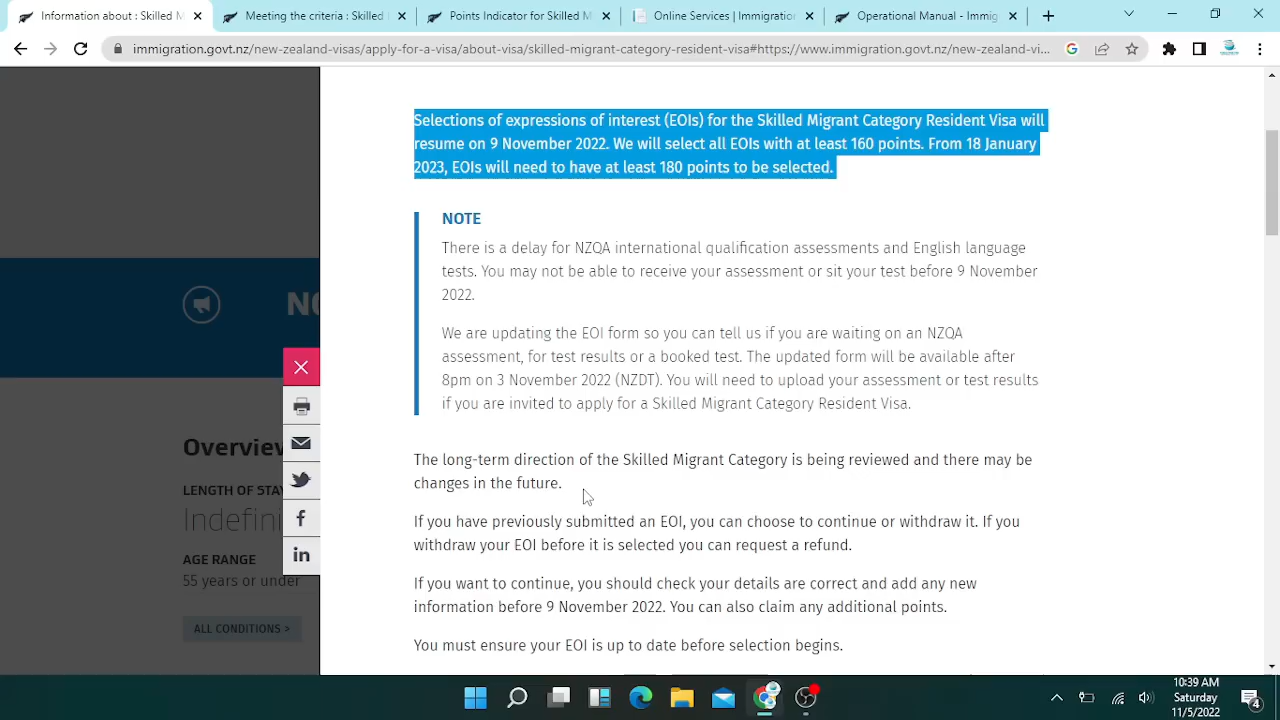 Information about : Skilled M
Meeting the criteria : Skilled
Points Indicator for Skilled M
Online Services | Immigration
Operational Manual - Immig
immigration.govt.nz/new-zealand-visas/apply-for-a-visa/about-visa/skilled-migrant-category-resident-visa#https://www.immigration.govt.nz/new-zealand-vi...
Selections of expressions of interest (EOIs) for the Skilled Migrant Category Resident Visa will
resume on 9 November 2022. We will select all EOIs with at least 160 points. From 18 January
2023, EOIs will need to have at least 180 points to be selected.
NOTE
There is a delay for NZQA international qualification assessments and English language
tests. You may not be able to receive your assessment or sit your test before 9 November
2022.
We are updating the EOI form so you can tell us if you are waiting on an NZQA
assessment, for test results or a booked test. The updated form will be available after
8pm on 3 November 2022 (NZDT). You will need to upload your assessment or test results
if you are invited to apply for a Skilled Migrant Category Resident Visa.
The long-term direction of the Skilled Migrant Category is being reviewed and there may be
changes in the future.
If you have previously submitted an EOI, you can choose to continue or withdraw it. If you
withdraw your EOI before it is selected you can request a refund.
If you want to continue, you should check your details are correct and add any new
information before 9 November 2022. You can also claim any additional points.
You must ensure your EOI is up to date before selection begins.
Overview
LENGTH OF STA
Indefini
AGE RANGE
55 years or under
ALL CONDITIONS >
10:39 AM
Saturday
11/5/2022
4